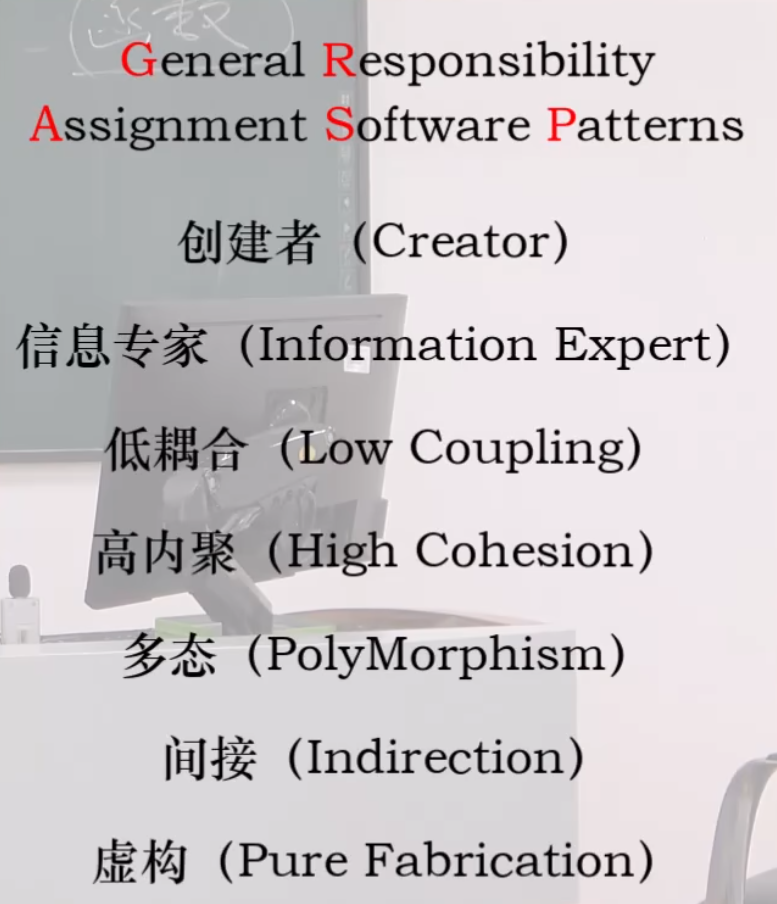 General Responsibility
Assignment Software Patterns
创建者（Creator）
信息专家（Information Expert）
低耦合（Low Coupling）
高内聚（High Cohesion）
多态（PolyMorphism）
间接（Indirection）
虚构（Pure Fabrication）